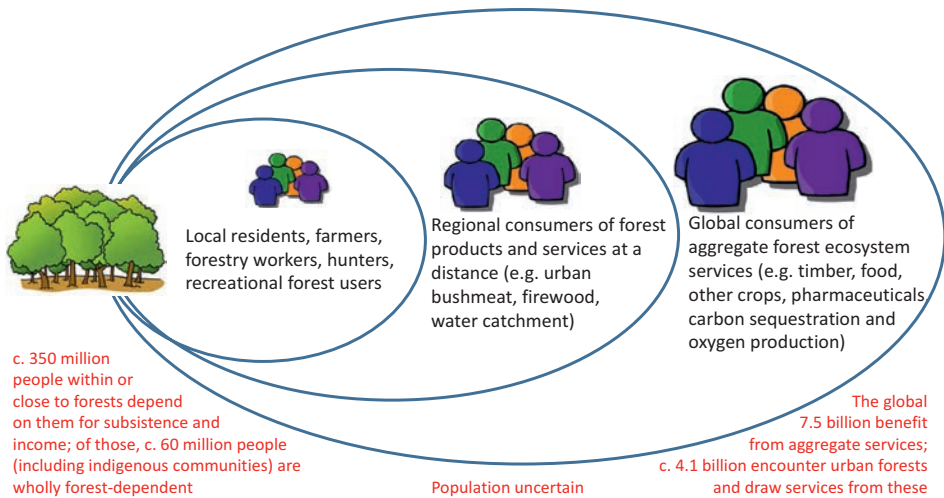 Local residents, farmers,
forestry workers, hunters,
recreational forest users
Regional consumers of forest
products and services at a
distance (e.g. urban
bushmeat, firewood,
water catchment)
Global consumers of
aggregate forest ecosystem
services (e.g. timber, food,
other crops, pharmaceuticals,
carbon sequestration and
oxygen production)
c. 350 million
people within or
close to forests depend
on them for subsistence and
income; of those, c. 60 million people
(including indigenous communities) are
wholly forest-dependent
Population uncertain
The global
7.5 billion benefit
from aggregate services;
c. 4.1 billion encounter urban forests
and draw services from these